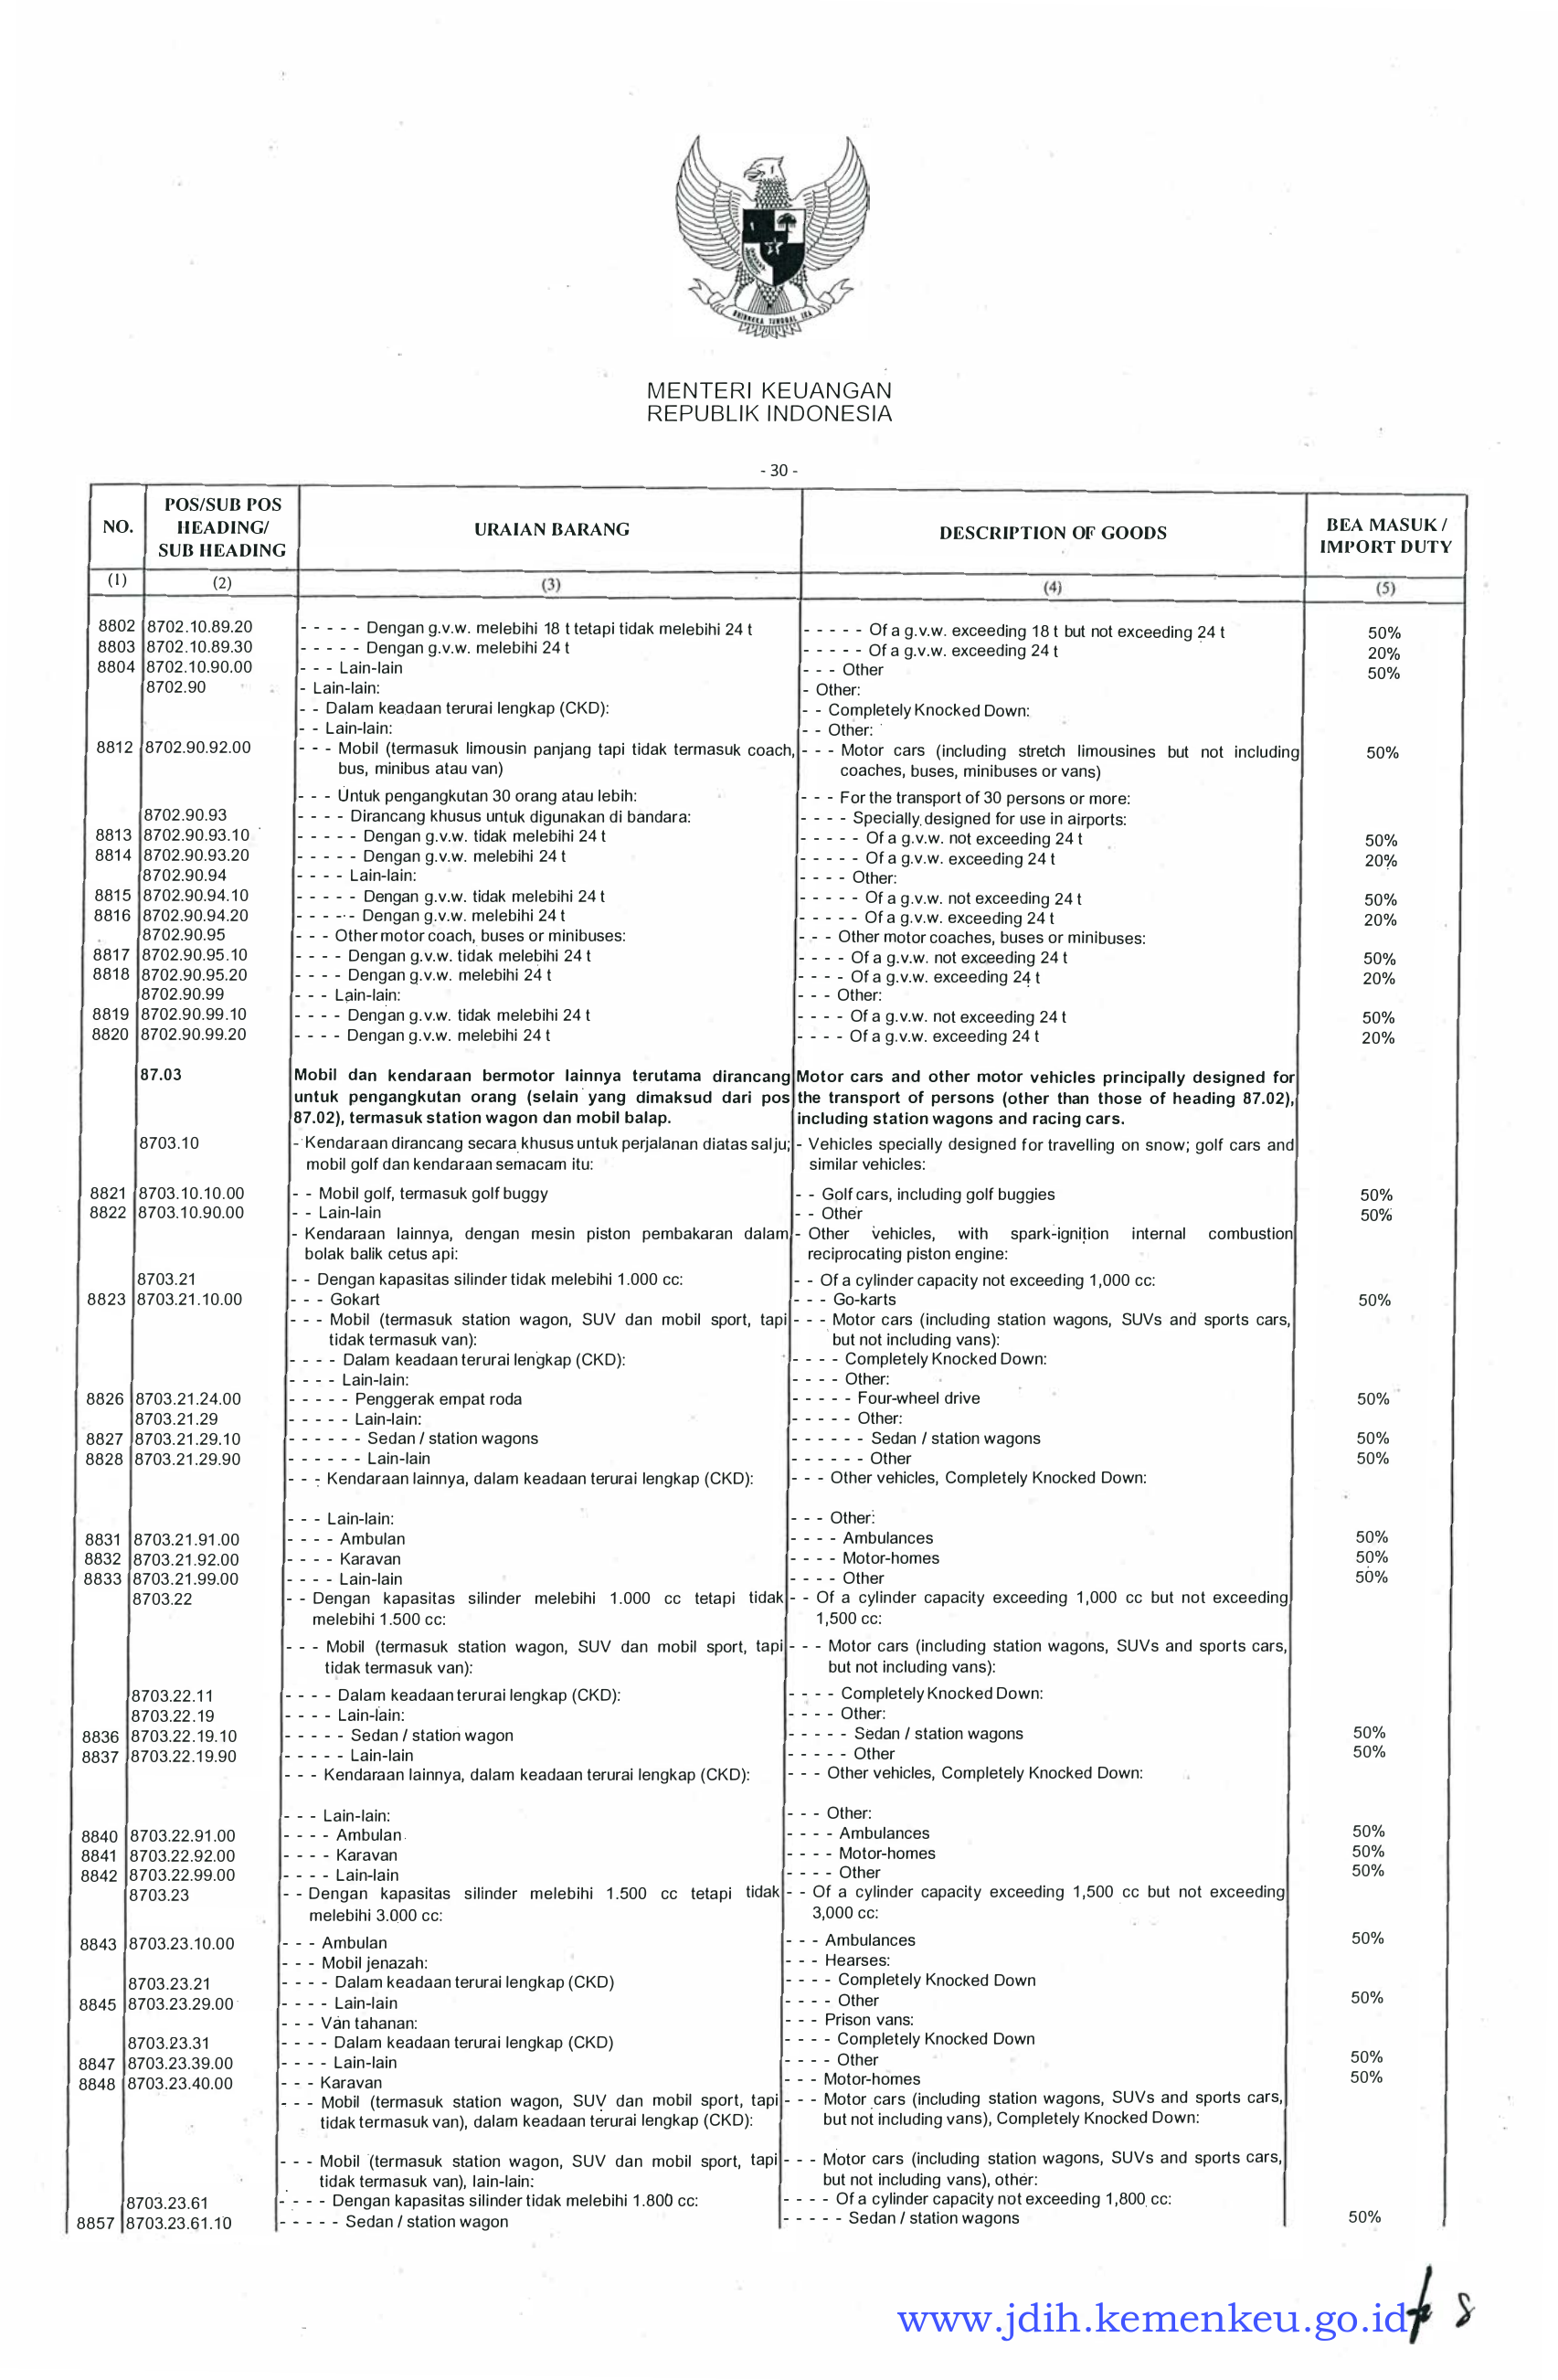 BHINNEKA TUNGGAL IKA
MENTERI KEUANGAN
REPUBLIK INDONESIA
- 30 -
NO. POS/SUB POS HEADING/ SUB HEADING URAIAN BARANG DESCRIPTION OF GOODS BEA MASUK / IMPORT DUTY
(1) (2) (3) (4) (5)
8802 8702.10.89.20 - - - - - Dengan g.v.w. melebihi 18 t tetapi tidak melebihi 24 t - - - - - Of a g.v.w. exceeding 18 t but not exceeding 24 t 50%
8803 8702.10.89.30 - - - - - Dengan g.v.w. melebihi 24 t - - - - - Of a g.v.w. exceeding 24 t 20%
8804 8702.10.90.00 - - - Lain-lain - - - Other 50%
8702.90 - Lain-lain: - Other:
- - Dalam keadaan terurai lengkap (CKD): - - Completely Knocked Down:
- - Lain-lain: - - Other:
8812 8702.90.92.00 - - - Mobil (termasuk limousin panjang tapi tidak termasuk coach, - - - Motor cars (including stretch limousines but not including 50%
bus, minibus atau van) coaches, buses, minibuses or vans)
- - - Untuk pengangkutan 30 orang atau lebih: - - - For the transport of 30 persons or more:
8702.90.93 - - - - Dirancang khusus untuk digunakan di bandara: - - - - Specially designed for use in airports:
8813 8702.90.93.10 - - - - - Dengan g.v.w. tidak melebihi 24 t - - - - - Of a g.v.w. not exceeding 24 t 50%
8814 8702.90.93.20 - - - - - Dengan g.v.w. melebihi 24 t - - - - - Of a g.v.w. exceeding 24 t 20%
8702.90.94 - - - - Lain-lain: - - - - Other:
8815 8702.90.94.10 - - - - - Dengan g.v.w. tidak melebihi 24 t - - - - - Of a g.v.w. not exceeding 24 t 50%
8816 8702.90.94.20 - - - - - Dengan g.v.w. melebihi 24 t - - - - - Of a g.v.w. exceeding 24 t 20%
8702.90.95 - - - Other motor coach, buses or minibuses: - - - Other motor coaches, buses or minibuses:
8817 8702.90.95.10 - - - - Dengan g.v.w. tidak melebihi 24 t - - - - Of a g.v.w. not exceeding 24 t 50%
8818 8702.90.95.20 - - - - Dengan g.v.w. melebihi 24 t - - - - Of a g.v.w. exceeding 24 t 20%
8702.90.99 - - - Lain-lain: - - - Other:
8819 8702.90.99.10 - - - - Dengan g.v.w. tidak melebihi 24 t - - - - Of a g.v.w. not exceeding 24 t 50%
8820 8702.90.99.20 - - - - Dengan g.v.w. melebihi 24 t - - - - Of a g.v.w. exceeding 24 t 20%
87.03 Mobil dan kendaraan bermotor lainnya terutama dirancang Motor cars and other motor vehicles principally designed for
untuk pengangkutan orang (selain yang dimaksud dari pos the transport of persons (other than those of heading 87.02),
87.02), termasuk station wagon dan mobil balap. including station wagons and racing cars.
8703.10 - Kendaraan dirancang secara khusus untuk perjalanan diatas salju; - Vehicles specially designed for travelling on snow; golf cars and
mobil golf dan kendaraan semacam itu: similar vehicles:
8821 8703.10.10.00 - - Mobil golf, termasuk golf buggy - - Golf cars, including golf buggies 50%
8822 8703.10.90.00 - - Lain-lain - - Other 50%
- Kendaraan lainnya, dengan mesin piston pembakaran dalam - Other vehicles, with spark-ignition internal combustion
bolak balik cetus api: reciprocating piston engine:
8703.21 - - Dengan kapasitas silinder tidak melebihi 1.000 cc: - - Of a cylinder capacity not exceeding 1,000 cc:
8823 8703.21.10.00 - - - Gokart - - - Go-karts 50%
- - - Mobil (termasuk station wagon, SUV dan mobil sport, tapi - - - Motor cars (including station wagons, SUVs and sports cars,
tidak termasuk van): but not including vans):
- - - - Dalam keadaan terurai lengkap (CKD): - - - - Completely Knocked Down:
- - - - Lain-lain: - - - - Other:
8826 8703.21.24.00 - - - - - Penggerak empat roda - - - - - Four-wheel drive 50%
8703.21.29 - - - - - Lain-lain: - - - - - Other:
8827 8703.21.29.10 - - - - - - Sedan / station wagons - - - - - - Sedan / station wagons 50%
8828 8703.21.29.90 - - - - - - Lain-lain - - - - - - Other 50%
- - - Kendaraan lainnya, dalam keadaan terurai lengkap (CKD): - - - Other vehicles, Completely Knocked Down:
- - - Lain-lain: - - - Other:
8831 8703.21.91.00 - - - - Ambulan - - - - Ambulances 50%
8832 8703.21.92.00 - - - - Karavan - - - - Motor-homes 50%
8833 8703.21.99.00 - - - - Lain-lain - - - - Other 50%
8703.22 - - Dengan kapasitas silinder melebihi 1.000 cc tetapi tidak - - Of a cylinder capacity exceeding 1,000 cc but not exceeding
melebihi 1.500 cc: 1,500 cc:
- - - Mobil (termasuk station wagon, SUV dan mobil sport, tapi - - - Motor cars (including station wagons, SUVs and sports cars,
tidak termasuk van): but not including vans):
8703.22.11 - - - - Dalam keadaan terurai lengkap (CKD): - - - - Completely Knocked Down:
8703.22.19 - - - - Lain-lain: - - - - Other:
8836 8703.22.19.10 - - - - - Sedan / station wagon - - - - - Sedan / station wagons 50%
8837 8703.22.19.90 - - - - - Lain-lain - - - - - Other 50%
- - - Kendaraan lainnya, dalam keadaan terurai lengkap (CKD): - - - Other vehicles, Completely Knocked Down:
- - - Lain-lain: - - - Other:
8840 8703.22.91.00 - - - - Ambulan - - - - Ambulances 50%
8841 8703.22.92.00 - - - - Karavan - - - - Motor-homes 50%
8842 8703.22.99.00 - - - - Lain-lain - - - - Other 50%
8703.23 - - Dengan kapasitas silinder melebihi 1.500 cc tetapi tidak - - Of a cylinder capacity exceeding 1,500 cc but not exceeding
melebihi 3.000 cc: 3,000 cc:
8843 8703.23.10.00 - - - Ambulan - - - Ambulances 50%
- - - Mobil jenazah: - - - Hearses:
8703.23.21 - - - - Dalam keadaan terurai lengkap (CKD) - - - - Completely Knocked Down
8845 8703.23.29.00 - - - - Lain-lain - - - - Other 50%
- - - Van tahanan: - - - Prison vans:
8703.23.31 - - - - Dalam keadaan terurai lengkap (CKD) - - - - Completely Knocked Down
8847 8703.23.39.00 - - - - Lain-lain - - - - Other 50%
8848 8703.23.40.00 - - - Karavan - - - Motor-homes 50%
- - - Mobil (termasuk station wagon, SUV dan mobil sport, tapi - - - Motor cars (including station wagons, SUVs and sports cars,
tidak termasuk van), dalam keadaan terurai lengkap (CKD): but not including vans), Completely Knocked Down:
- - - Mobil (termasuk station wagon, SUV dan mobil sport, tapi - - - Motor cars (including station wagons, SUVs and sports cars,
tidak termasuk van), lain-lain: but not including vans), other:
8703.23.61 - - - - Dengan kapasitas silinder tidak melebihi 1.800 cc: - - - - Of a cylinder capacity not exceeding 1,800 cc:
8857 8703.23.61.10 - - - - - Sedan / station wagon - - - - - Sedan / station wagons 50%
www.jdih.kemenkeu.go.id